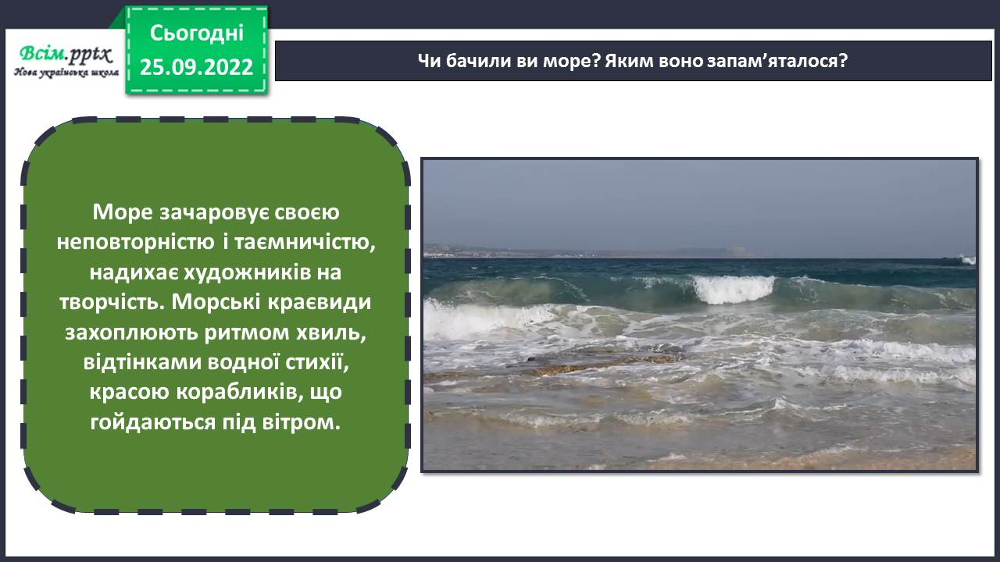 Сьогодні
25.09.2022
Всім.pptx
Нова українська школа
Чи бачили ви море? Яким воно запам’яталося?
Море зачаровує своєю
неповторністю і таємничістю,
надихає художників на
творчість. Морські краєвиди
захоплюють ритмом хвиль,
відтінками водної стихії,
красою корабликів, що
гойдаються під вітром.